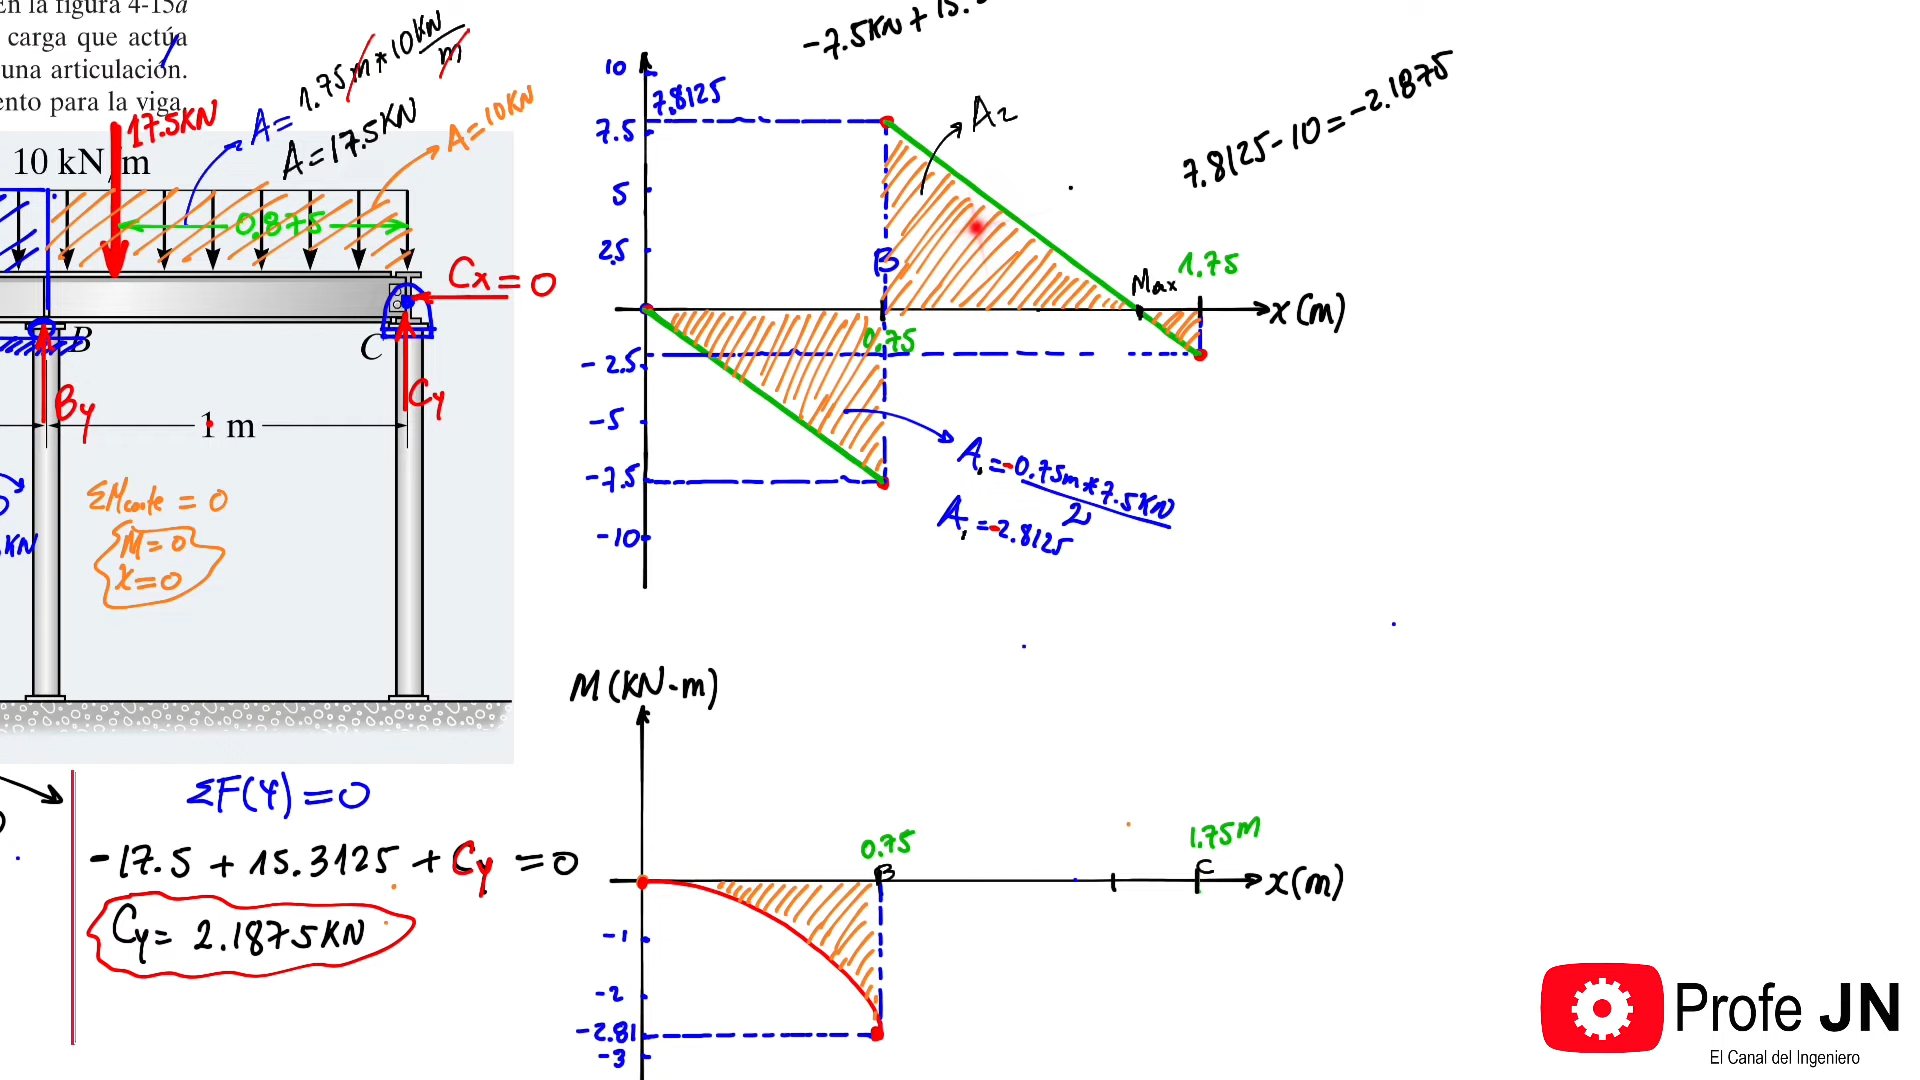 En la figura 4-15a
carga que actúa
una articulación.
ento para la viga
17.5KN
10 kN/m
A= 1.75m*10KN/m
A=17.5KN
A=10KN
0.875
Cx=0
B
C
By
Cy
1 m
KN
ΣMcorte = 0
M=0
X=0
ΣF(Y)=0
-17.5 + 15.3125 + Cy = 0
Cy= 2.1875KN
-7.5KN + 15.
10
7.8125
7.5
5
2.5
-2.5
-5
-7.5
-10
A2
7.8125-10=-2.1875
B
Max
1.75
x(m)
0.75
A1=-0.75m*7.5KN
2
A1=-2.8125
M(KN-m)
0.75
B
1.75M
C
x(m)
-1
-2
-2.81
-3
Profe JN
El Canal del Ingeniero